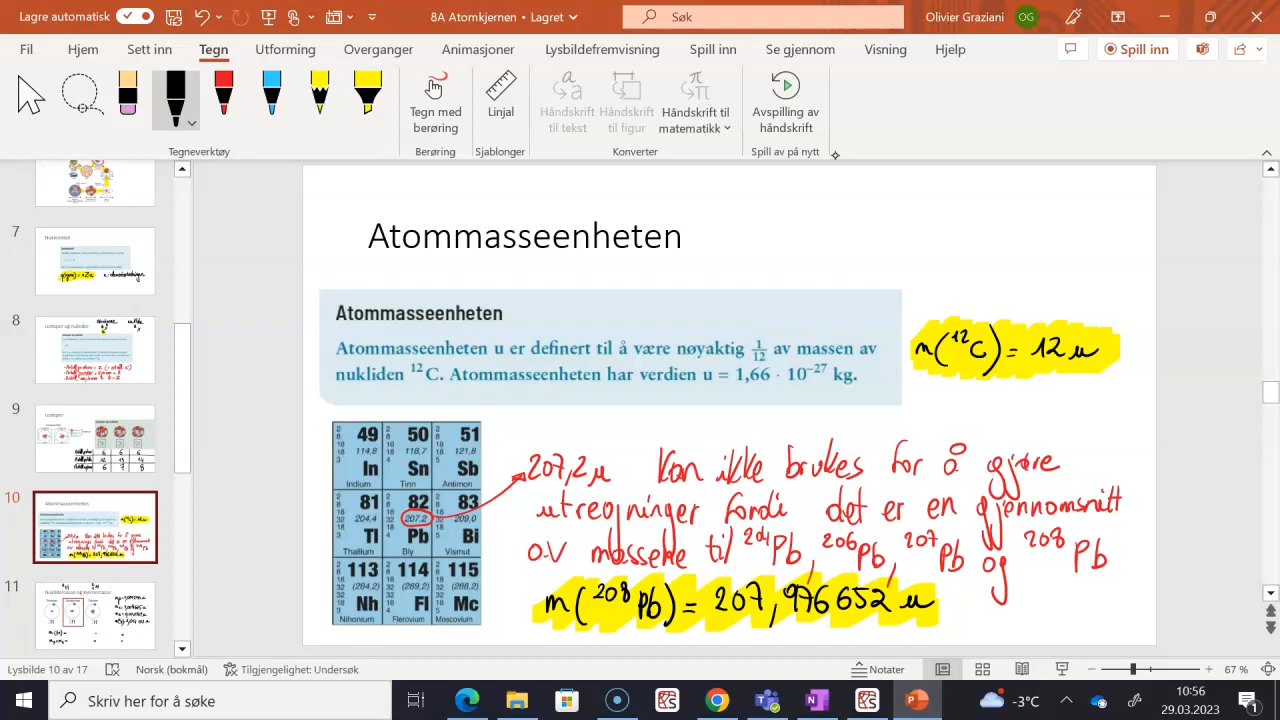 Automatisk lagring
8A Atomkjernen • Lagret
Søk
Olivier Graziani
OG
Fil Hjem Sett inn Tegn Utforming Overganger Animasjoner Lysbildefremvisning Spill inn Se gjennom Visning Hjelp
Spill inn
Tegn med berøring
Linjal
Håndskrift til tekst
Håndskrift til figur
Håndskrift til matematikk
Avspilling av håndskrift
Tegneverktøy
Berøring
Sjablonger
Konverter
Spill av på nytt
7
8
9
10
11
Atommasseenheten
Atommasseenheten
Atommasseenheten u er definert til å være nøyaktig 1/12 av massen av
nukliden ¹²C. Atommasseenheten har verdien u = 1,66 · 10⁻²⁷ kg.
m(¹²C) = 12 u
49 50 51
114,8 118,7 121,8
In Sn Sb
Indium Tinn Antimon
81 82 83
204,4 207,2 209,0
Tl Pb Bi
Thallium Bly Vismut
113 114 115
(284,2) (289,2) (288,2)
Nh Fl Mc
Nihonium Flerovium Moscovium
207,2 u Kan ikke brukes for å gjøre
utregninger fordi det er en gjennomsnitt
av massene til ²⁰⁴Pb, ²⁰⁶Pb, ²⁰⁷Pb og ²⁰⁸Pb
m(²⁰⁸Pb) = 207,976652 u
Lysbilde 10 av 17
Norsk (bokmål)
Tilgjengelighet: Undersøk
Notater
67 %
Skriv her for å søke
-3°C
10:56
29.03.2023
1